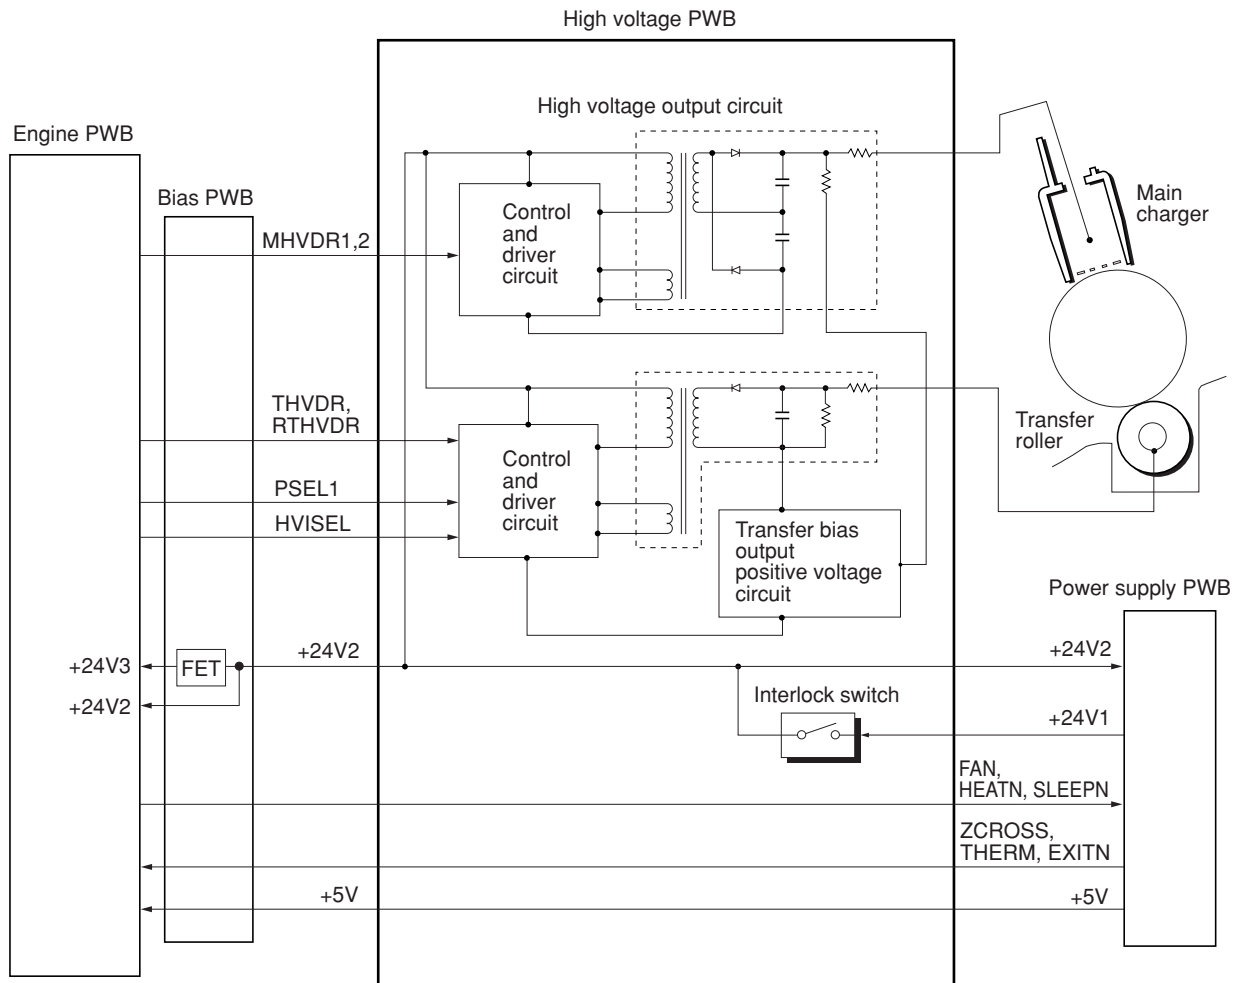 High voltage PWB
High voltage output circuit
Engine PWB
Bias PWB
Main
charger
Control
and
driver
circuit
MHVDR1,2
THVDR,
RTHVDR
PSEL1
HVISEL
Control
and
driver
circuit
Transfer
roller
Transfer bias
output
positive voltage
circuit
Power supply PWB
+24V3
FET
+24V2
+24V2
+24V2
Interlock switch
+24V1
FAN,
HEATN, SLEEPN
ZCROSS,
THERM, EXITN
+5V
+5V